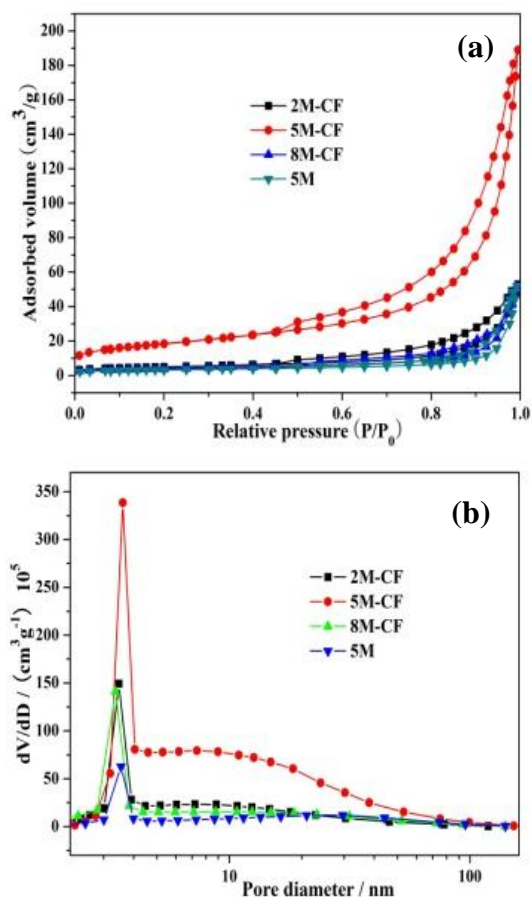 (a)
200
180
160
140
120
100
80
60
40
20
0
Adsorbed volume (cm³/g)
2M-CF
5M-CF
8M-CF
5M
0.0 0.2 0.4 0.6 0.8 1.0
Relative pressure (P/P₀)
(b)
350
300
250
200
150
100
50
0
dV/dD / (cm³g⁻¹) 10⁵
2M-CF
5M-CF
8M-CF
5M
10 100
Pore diameter / nm